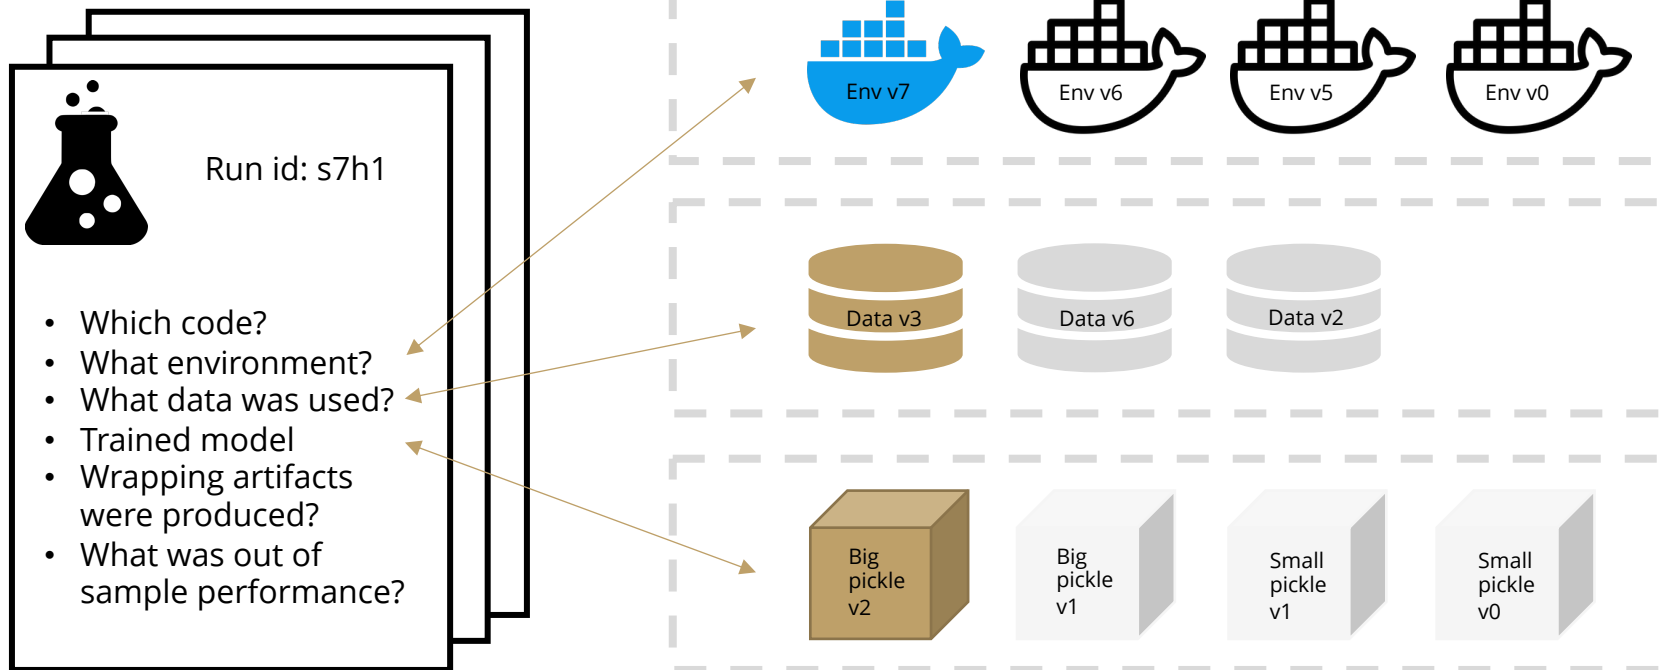 Run id: s7h1
• Which code?
• What environment?
• What data was used?
• Trained model
• Wrapping artifacts
were produced?
• What was out of
sample performance?
Env v7
Env v6
Env v5
Env v0
Data v3
Data v6
Data v2
Big
pickle
v2
Big
pickle
v1
Small
pickle
v1
Small
pickle
v0